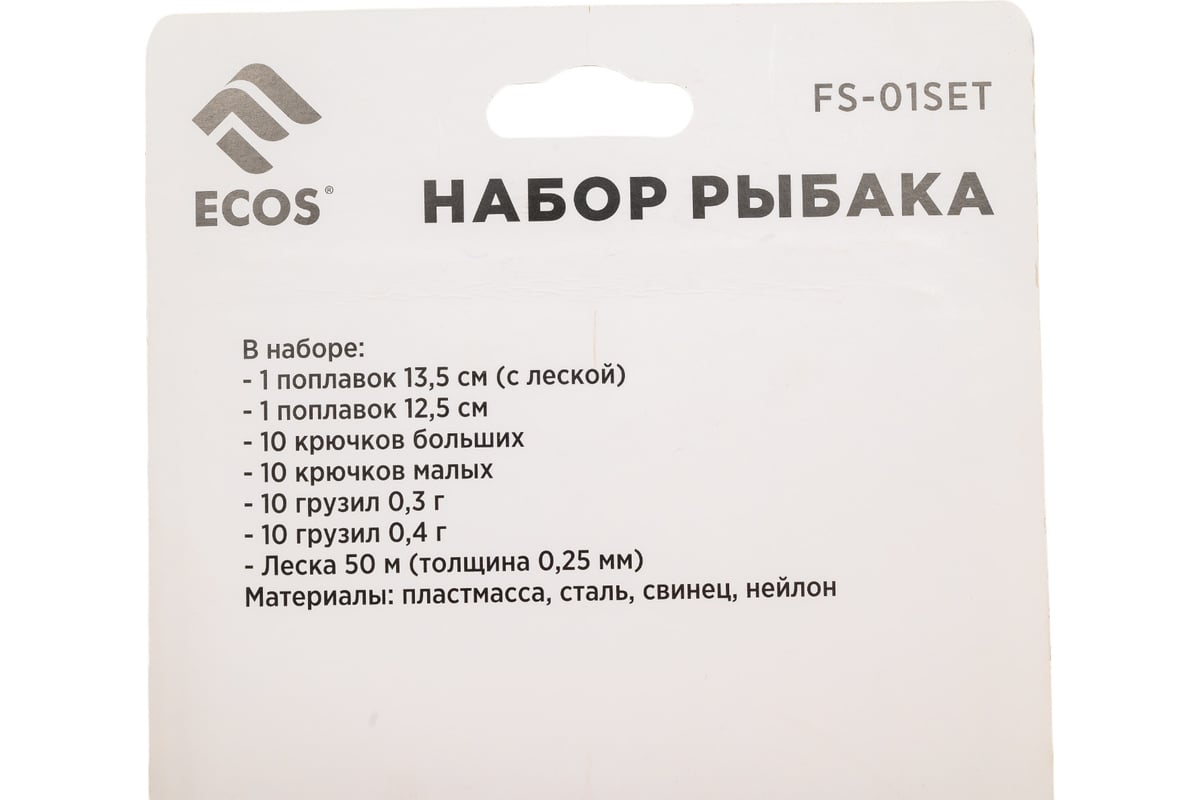 FS-01SET
ECOS®
НАБОР РЫБАКА
В наборе:
- 1 поплавок 13,5 см (с леской)
- 1 поплавок 12,5 см
- 10 крючков больших
- 10 крючков малых
- 10 грузил 0,3 г
- 10 грузил 0,4 г
- Леска 50 м (толщина 0,25 мм)
Материалы: пластмасса, сталь, свинец, нейлон